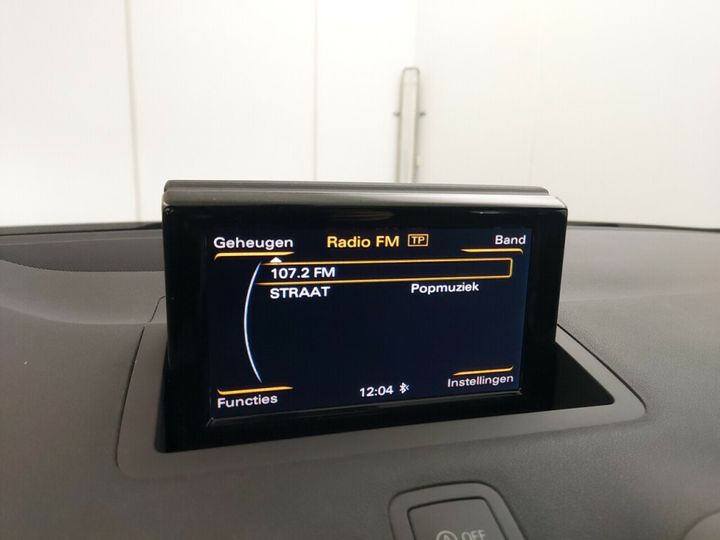 Geheugen Radio FM TP Band
107.2 FM
STRAAT Popmuziek
12:04 Instellingen
Functies
OFF